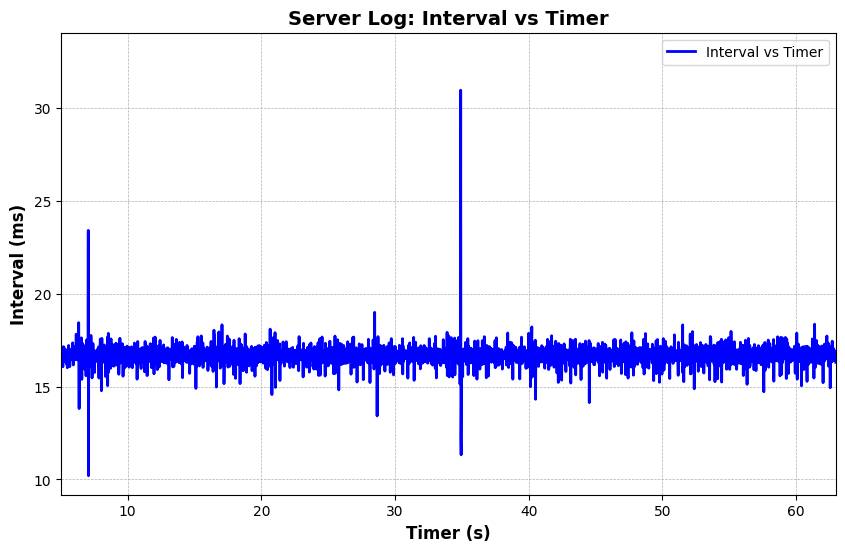 Server Log: Interval vs Timer
Interval vs Timer
30
25
20
15
10
Interval (ms)
10 20 30 40 50 60
Timer (s)